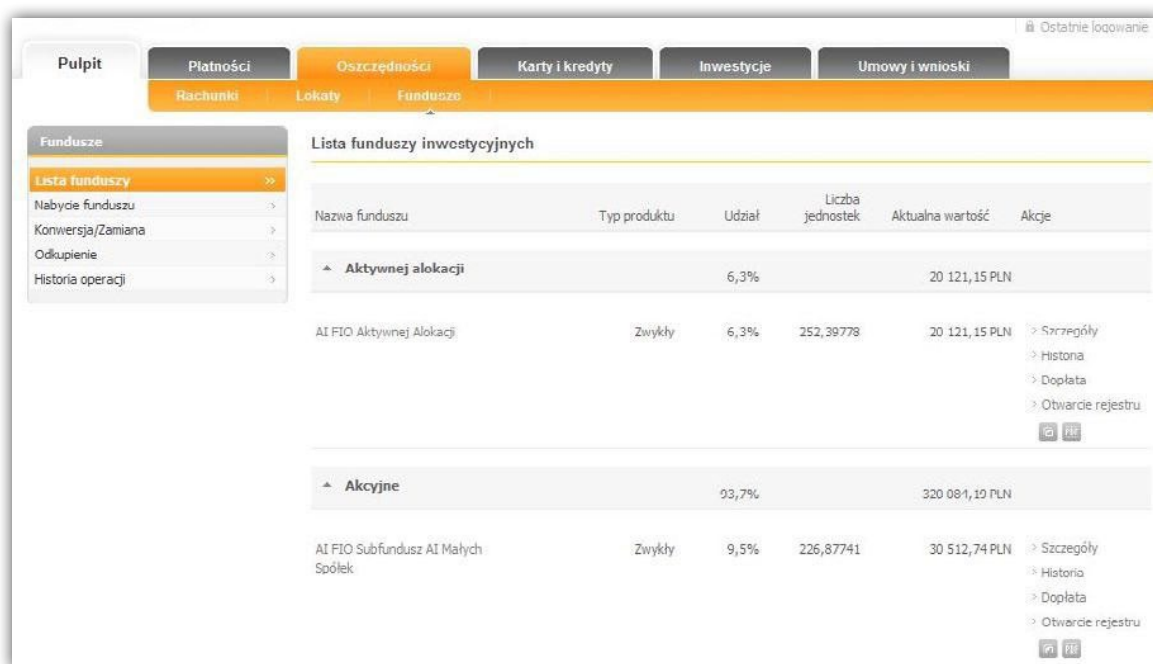 Ostatnie logowanie
Pulpit Płatności Oszczędności Karty i kredyty Inwestycje Umowy i wnioski
Rachunki Lokaty Fundusze
Fundusze
Lista funduszy
Nabycie funduszu
Konwersja/Zamiana
Odkupienie
Historia operacji
Lista funduszy inwestycyjnych
Nazwa funduszu Typ produktu Udział Liczba jednostek Aktualna wartość Akcje
Aktywnej alokacji 6,3% 20 121,15 PLN
AI FIO Aktywnej Alokacji Zwykły 6,3% 252,39778 20 121,15 PLN Szczegóły
Historia
Dopłata
Otwarcie rejestru
PDF
Akcyjne 93,7% 320 084,19 PLN
AI FIO Subfundusz AI Małych Zwykły 9,5% 226,87741 30 512,74 PLN Szczegóły
Spółek
Historia
Dopłata
Otwarcie rejestru
PDF